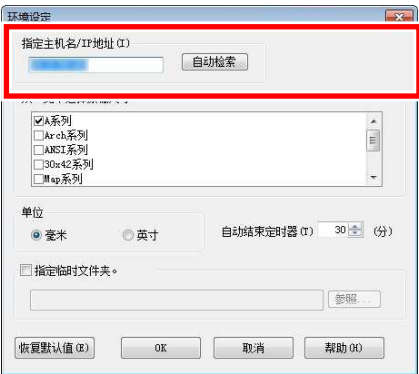 环境设定
指定主机名/IP地址(I)
自动检索
A系列
Arch系列
ANSI系列
30x42系列
Map系列
单位
毫米
英寸
自动结束定时器(T) 30 (分)
指定临时文件夹。
参照...
恢复默认值(E) OK 取消 帮助(H)